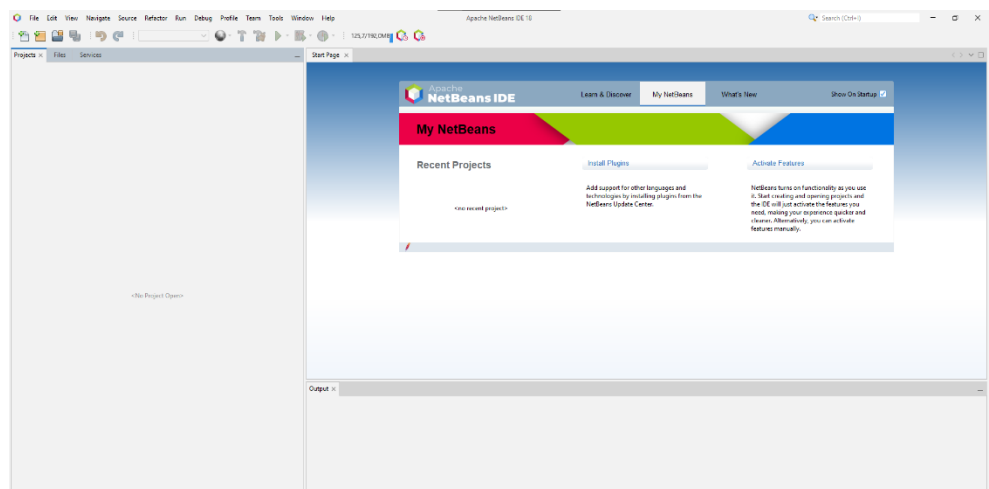 File Edit View Navigate Source Refactor Run Debug Profile Team Tools Window Help
Apache NetBeans IDE 18
Search (Ctrl+I)
125,7/192,0MB
Projects Files Services
Start Page
Apache
NetBeans IDE
Learn & Discover My NetBeans What's New Show On Startup
My NetBeans
Recent Projects
<no recent project>
Install Plugins
Add support for other languages and
technologies by installing plugins from the
NetBeans Update Center.
Activate Features
NetBeans turns on functionality as you use
it. Start creating and opening projects and
the IDE will just activate the features you
need, making your experience quicker and
cleaner. Alternatively, you can activate
features manually.
<No Project Open>
Output